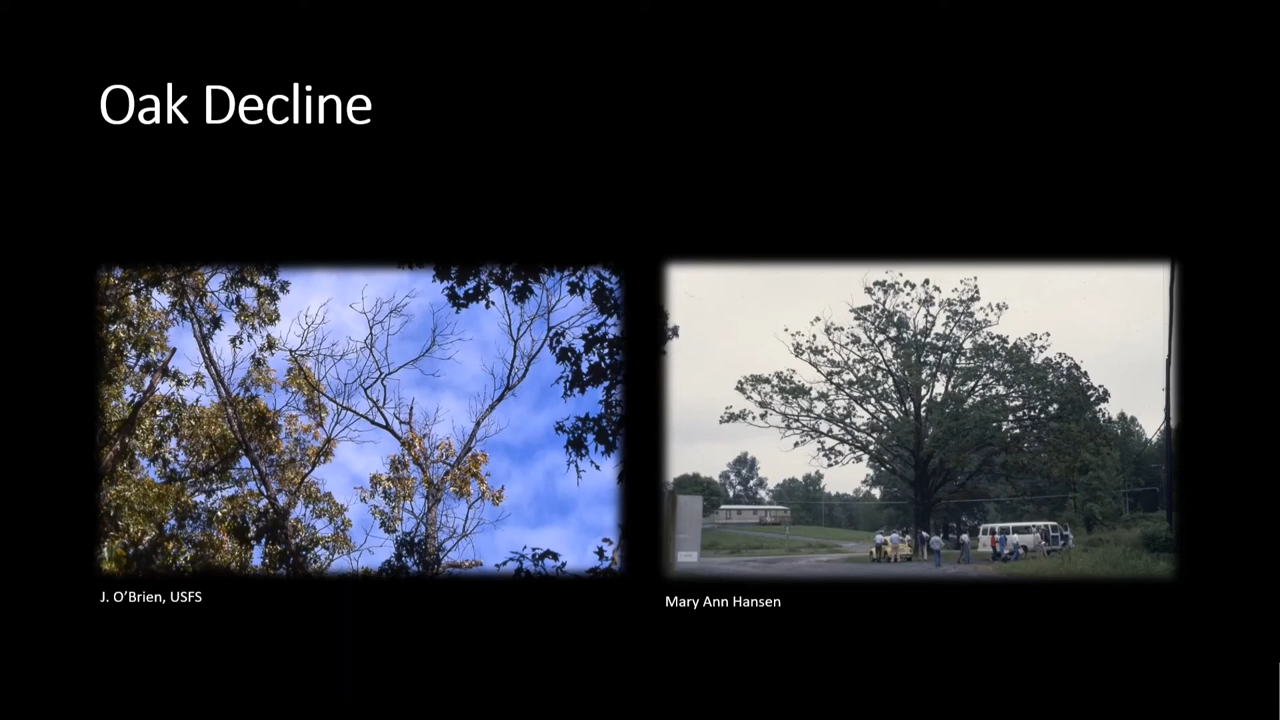 Oak Decline
J. O’Brien, USFS
Mary Ann Hansen